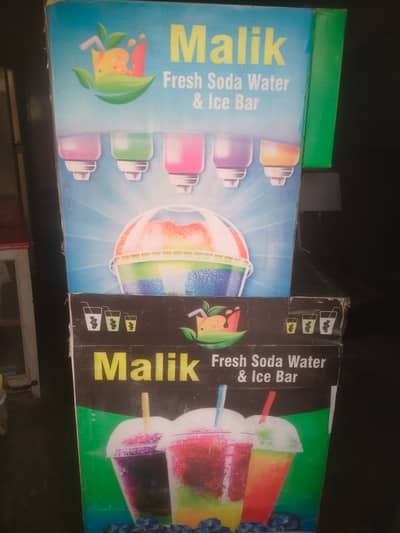 Malik
Fresh Soda Water
& Ice Bar
Malik
Fresh Soda Water
& Ice Bar